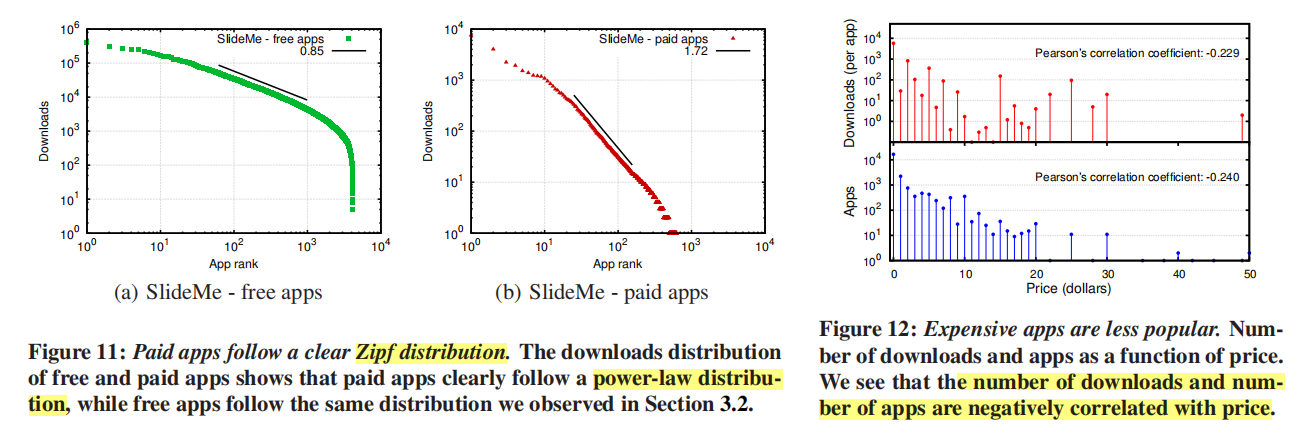 10^6
10^5
10^4
10^3
10^2
10^1
10^0
Downloads
SlideMe - free apps
0.85
10^0 10^1 10^2 10^3 10^4
App rank
(a) SlideMe - free apps
10^4
10^3
10^2
10^1
10^0
Downloads
SlideMe - paid apps
1.72
10^0 10^1 10^2 10^3 10^4
App rank
(b) SlideMe - paid apps
Figure 11: Paid apps follow a clear Zipf distribution. The downloads distribution
of free and paid apps shows that paid apps clearly follow a power-law distribu-
tion, while free apps follow the same distribution we observed in Section 3.2.
Downloads (per app)
10^4
10^3
10^2
10^1
10^0
Pearson's correlation coefficient: -0.229
Apps
10^4
10^3
10^2
10^1
10^0
Pearson's correlation coefficient: -0.240
0 10 20 30 40 50
Price (dollars)
Figure 12: Expensive apps are less popular. Num-
ber of downloads and apps as a function of price.
We see that the number of downloads and num-
ber of apps are negatively correlated with price.